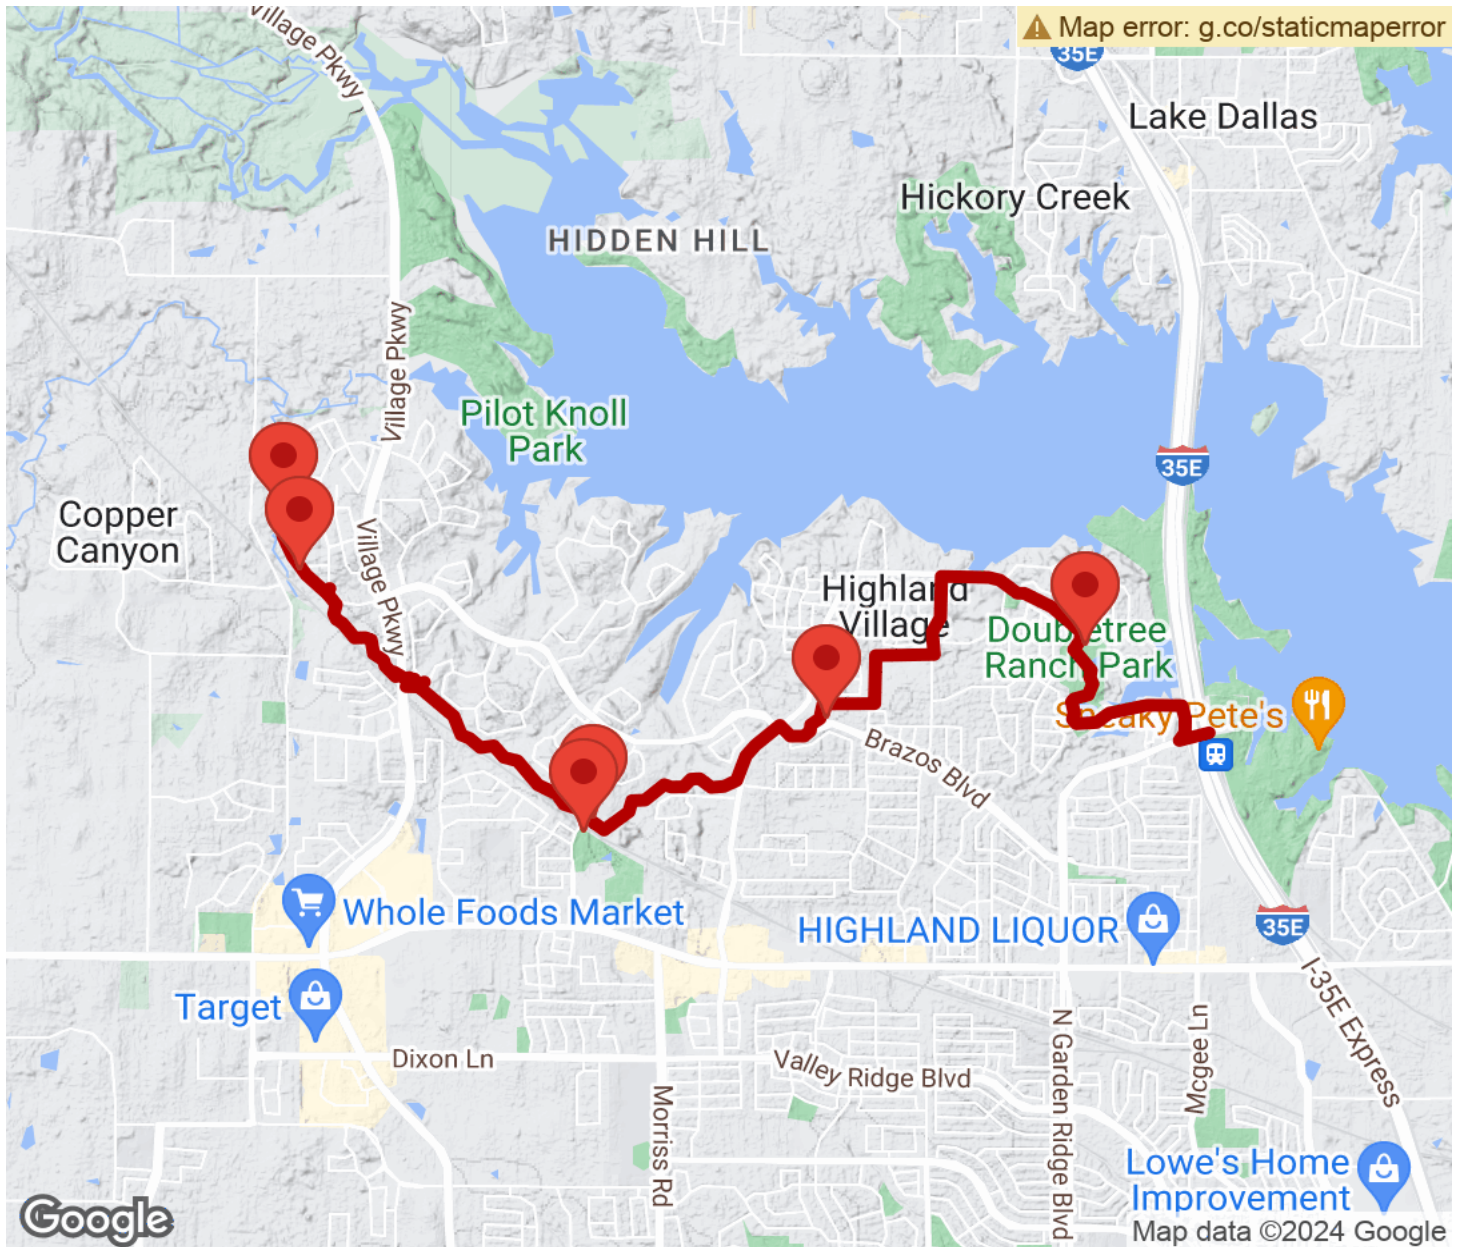 Village Pkwy
Map error: g.co/staticmaperror
35E
Lake Dallas
Hickory Creek
HIDDEN HILL
Village Pkwy
Pilot Knoll
Park
35E
Copper
Canyon
Village Pkwy
Highland
Village
Doubletree
Ranch Park
Sneaky Pete's
Brazos Blvd
Whole Foods Market
HIGHLAND LIQUOR
35E
Target
I-35E Express
Dixon Ln
Valley Ridge Blvd
Morriss Rd
N Garden Ridge Blvd
Mcgee Ln
Lowe's Home
Improvement
Google
Map data ©2024 Google